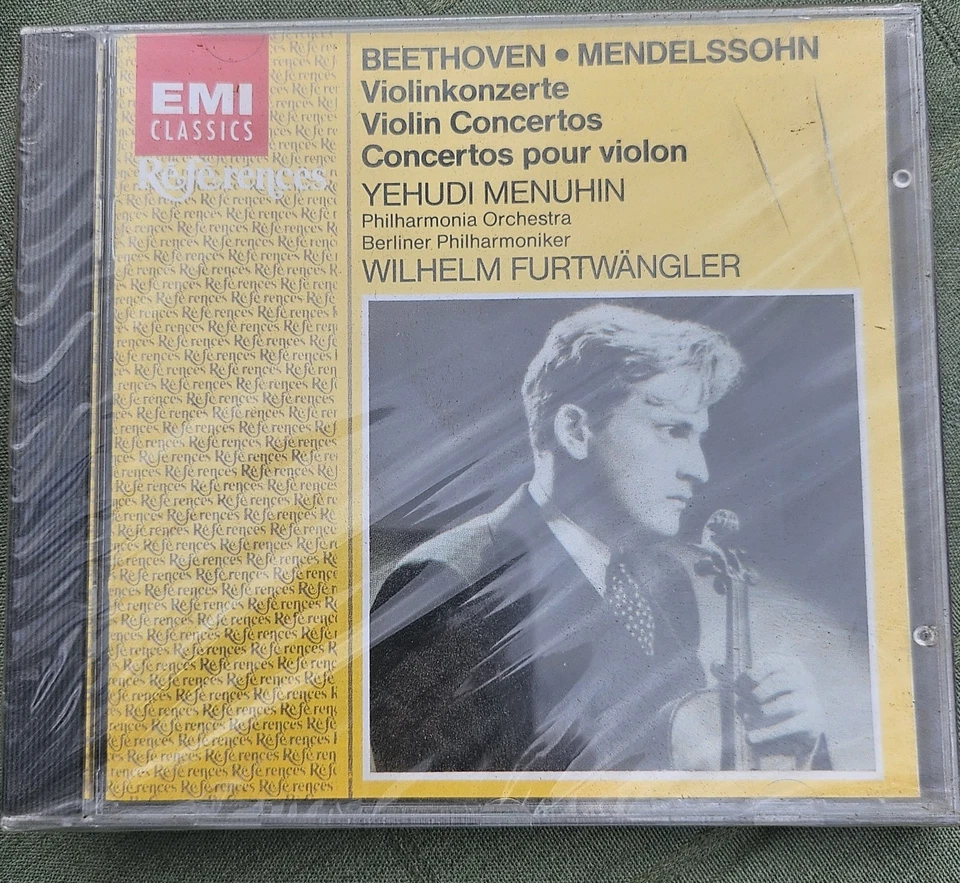 EMI
CLASSICS
Références
BEETHOVEN • MENDELSSOHN
Violinkonzerte
Violin Concertos
Concertos pour violon
YEHUDI MENUHIN
Philharmonia Orchestra
Berliner Philharmoniker
WILHELM FURTWÄNGLER